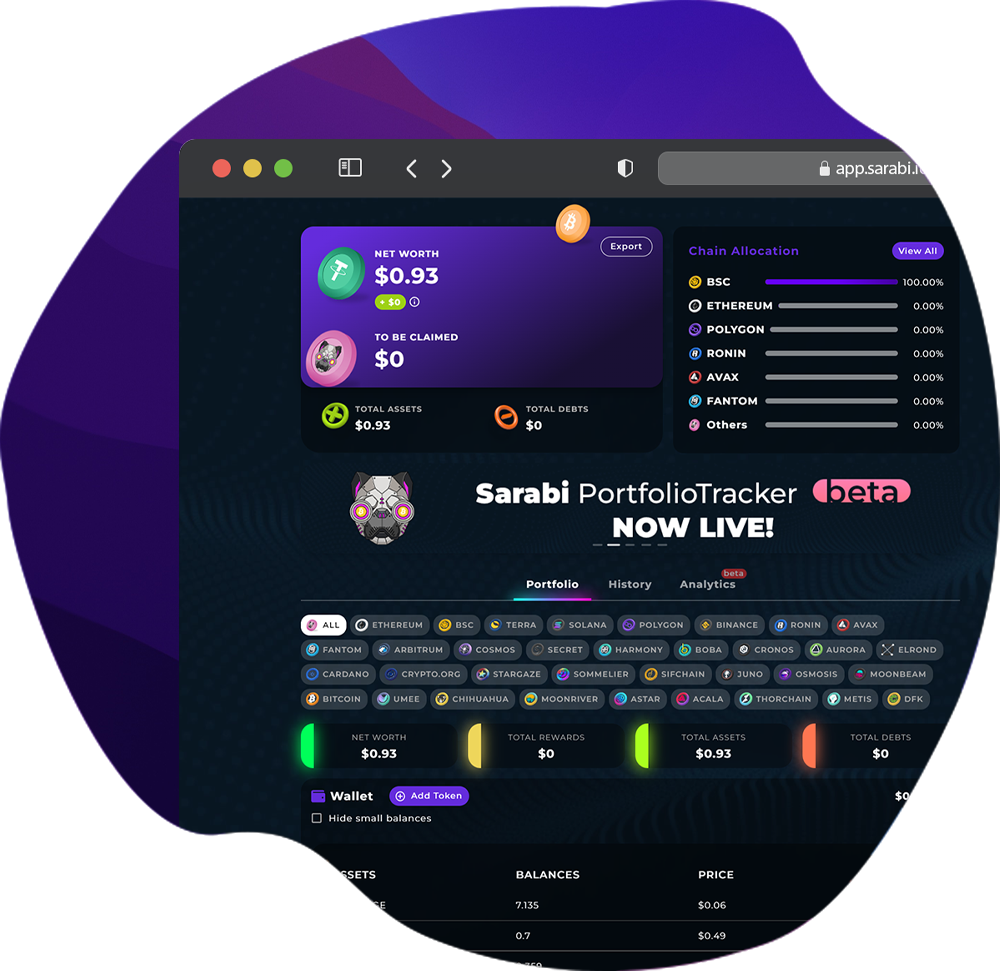 app.sarabi.i
NET WORTH
$0.93
+ $0
TO BE CLAIMED
$0
Export
TOTAL ASSETS
$0.93
TOTAL DEBTS
$0
Chain Allocation
View All
BSC 100.00%
ETHEREUM 0.00%
POLYGON 0.00%
RONIN 0.00%
AVAX 0.00%
FANTOM 0.00%
Others 0.00%
Sarabi PortfolioTracker beta
NOW LIVE!
Portfolio History Analytics beta
ALL ETHEREUM BSC TERRA SOLANA POLYGON BINANCE RONIN AVAX
FANTOM ARBITRUM COSMOS SECRET HARMONY BOBA CRONOS AURORA ELROND
CARDANO CRYPTO.ORG STARGAZE SOMMELIER SIFCHAIN JUNO OSMOSIS MOONBEAM
BITCOIN UMEE CHIHUAHUA MOONRIVER ASTAR ACALA THORCHAIN METIS DFK
NET WORTH
$0.93
TOTAL REWARDS
$0
TOTAL ASSETS
$0.93
TOTAL DEBTS
$0
Wallet Add Token $0
Hide small balances
SSETS BALANCES PRICE
CE 7.135 $0.06
0.7 $0.49